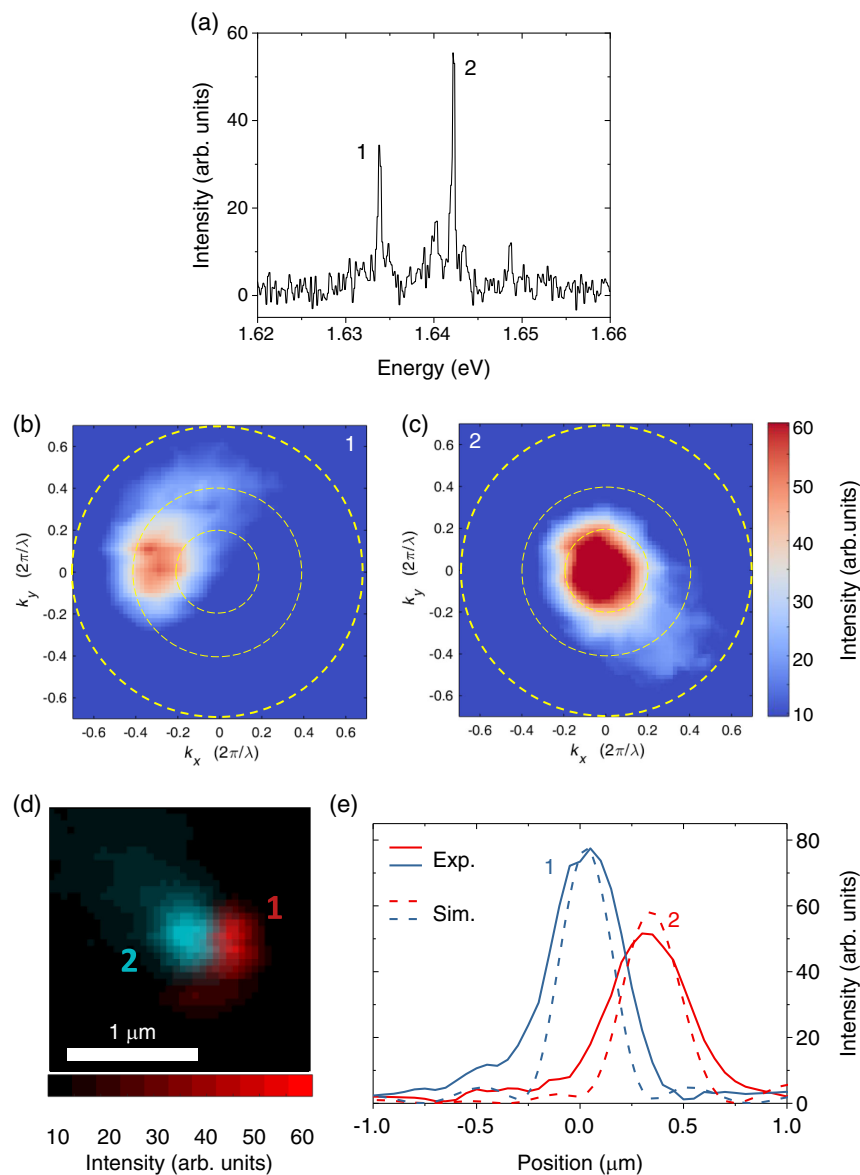 (a)
60
40
20
0
Intensity (arb. units)
1
2
1.62 1.63 1.64 1.65 1.66
Energy (eV)
(b)
1
0.6
0.4
0.2
0
-0.2
-0.4
-0.6
k_y (2π/λ)
-0.6 -0.4 -0.2 0 0.2 0.4 0.6
k_x (2π/λ)
(c)
2
0.6
0.4
0.2
0
-0.2
-0.4
-0.6
k_y (2π/λ)
-0.6 -0.4 -0.2 0 0.2 0.4 0.6
k_x (2π/λ)
60
50
40
30
20
10
Intensity (arb.units)
(d)
1
2
1 μm
10 20 30 40 50 60
Intensity (arb. units)
(e)
Exp.
Sim.
1
2
80
60
40
20
0
Intensity (arb. units)
-1.0 -0.5 0.0 0.5 1.0
Position (μm)